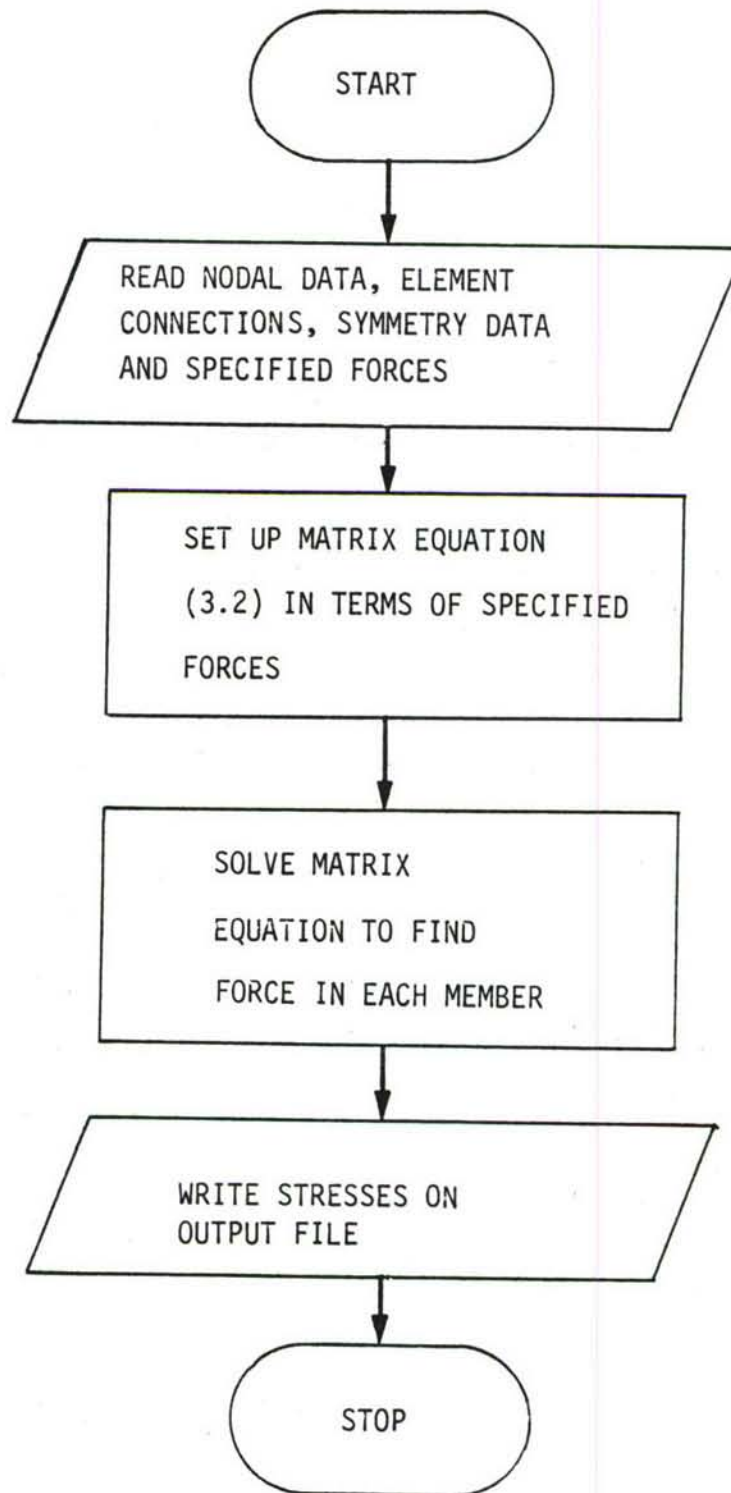 START
READ NODAL DATA, ELEMENT
CONNECTIONS, SYMMETRY DATA
AND SPECIFIED FORCES
SET UP MATRIX EQUATION
(3.2) IN TERMS OF SPECIFIED
FORCES
SOLVE MATRIX
EQUATION TO FIND
FORCE IN EACH MEMBER
WRITE STRESSES ON
OUTPUT FILE
STOP